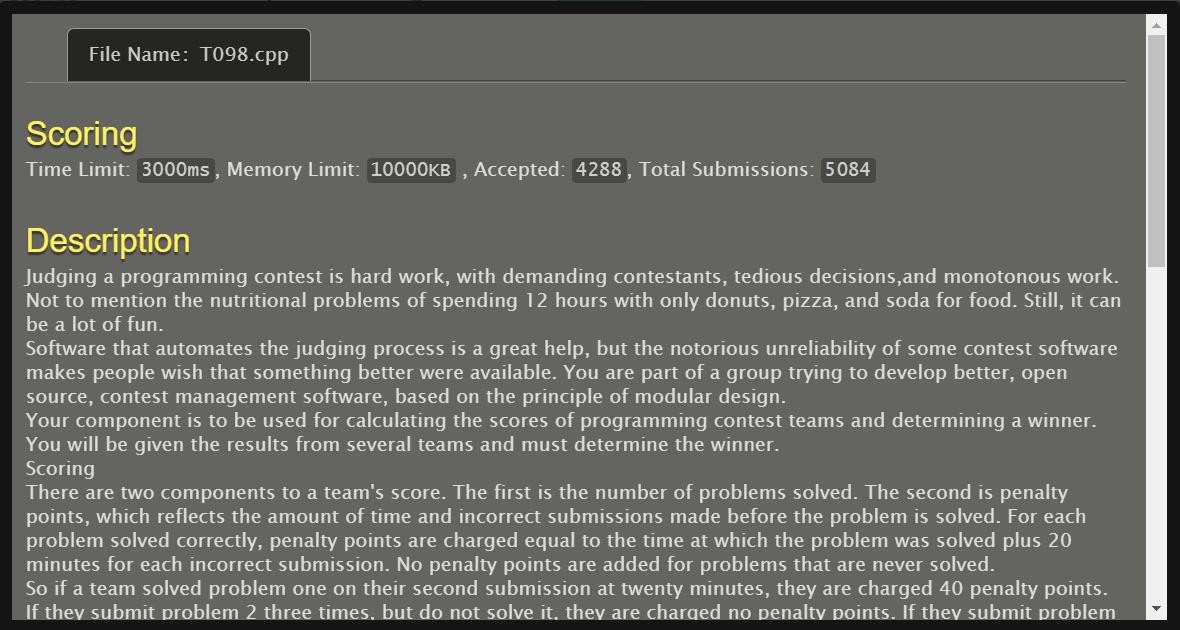 File Name: T098.cpp
Scoring
Time Limit: 3000ms, Memory Limit: 10000KB , Accepted: 4288, Total Submissions: 5084
Description
Judging a programming contest is hard work, with demanding contestants, tedious decisions,and monotonous work.
Not to mention the nutritional problems of spending 12 hours with only donuts, pizza, and soda for food. Still, it can
be a lot of fun.
Software that automates the judging process is a great help, but the notorious unreliability of some contest software
makes people wish that something better were available. You are part of a group trying to develop better, open
source, contest management software, based on the principle of modular design.
Your component is to be used for calculating the scores of programming contest teams and determining a winner.
You will be given the results from several teams and must determine the winner.
Scoring
There are two components to a team's score. The first is the number of problems solved. The second is penalty
points, which reflects the amount of time and incorrect submissions made before the problem is solved. For each
problem solved correctly, penalty points are charged equal to the time at which the problem was solved plus 20
minutes for each incorrect submission. No penalty points are added for problems that are never solved.
So if a team solved problem one on their second submission at twenty minutes, they are charged 40 penalty points.
If they submit problem 2 three times, but do not solve it, they are charged no penalty points. If they submit problem